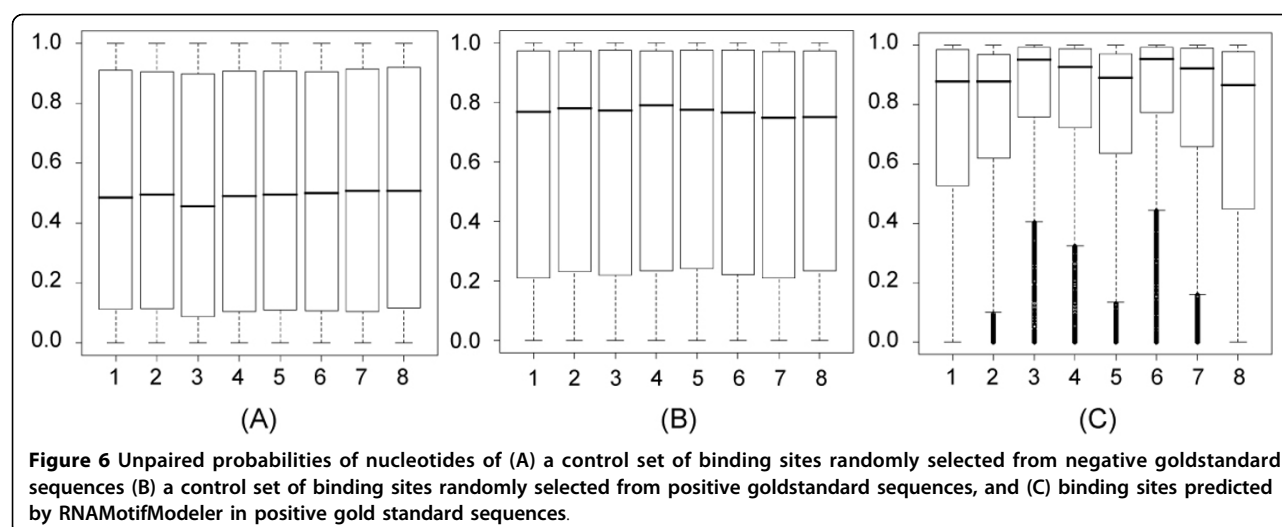 1.0
0.8
0.6
0.4
0.2
0.0
1 2 3 4 5 6 7 8
(A)
1.0
0.8
0.6
0.4
0.2
0.0
1 2 3 4 5 6 7 8
(B)
1.0
0.8
0.6
0.4
0.2
0.0
1 2 3 4 5 6 7 8
(C)
Figure 6 Unpaired probabilities of nucleotides of (A) a control set of binding sites randomly selected from negative goldstandard
sequences (B) a control set of binding sites randomly selected from positive goldstandard sequences, and (C) binding sites predicted
by RNAMotifModeler in positive gold standard sequences.